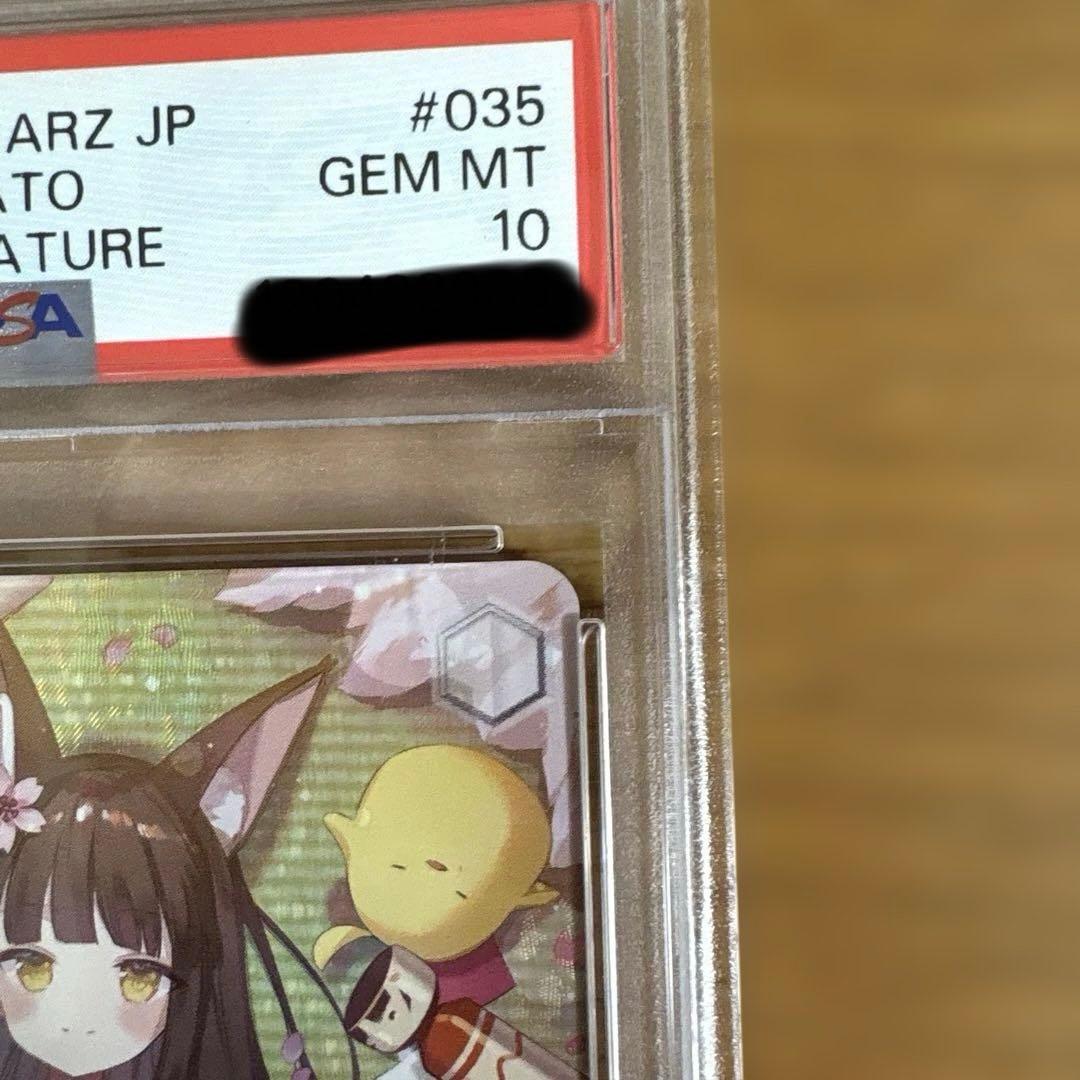 ARZ JP #035
ATO GEM MT
ATURE 10
SA